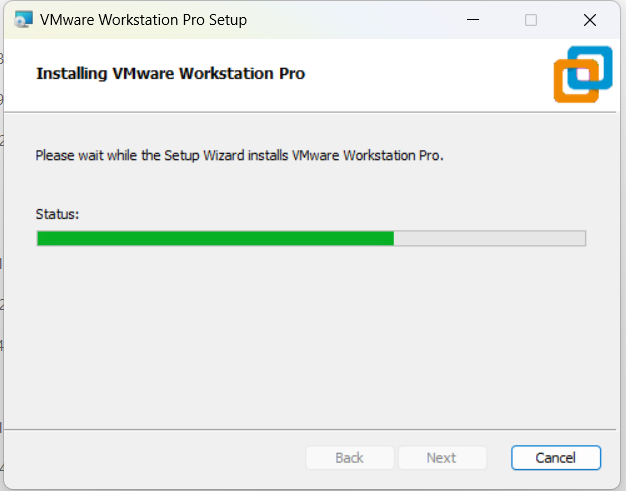 VMware Workstation Pro Setup
Installing VMware Workstation Pro
Please wait while the Setup Wizard installs VMware Workstation Pro.
Status:
Back Next Cancel